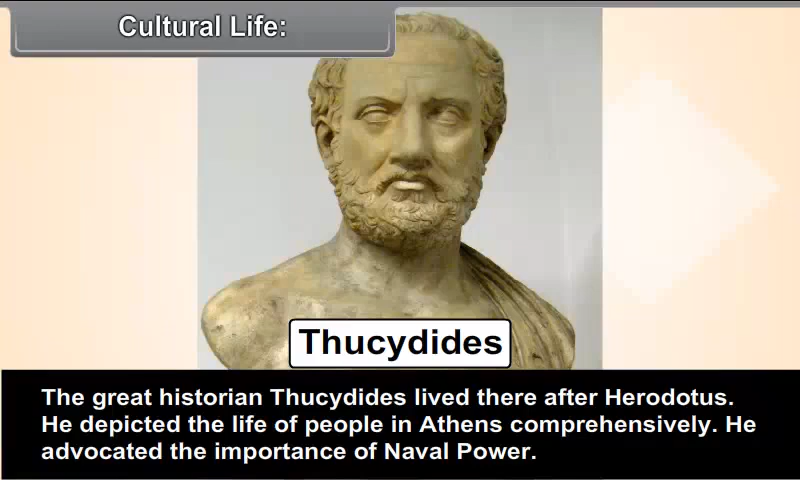 Cultural Life:
Thucydides
The great historian Thucydides lived there after Herodotus.
He depicted the life of people in Athens comprehensively. He
advocated the importance of Naval Power.